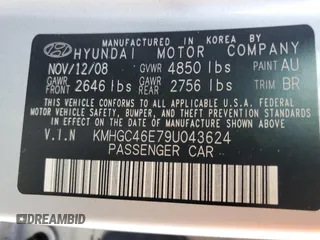 MANUFACTURED IN KOREA BY
HYUNDAI MOTOR COMPANY
NOV/12/08 GVWR 4850 lbs PAINT AU
GAWR FRONT 2646 lbs GAWR REAR 2756 lbs TRIM BR
THIS VEHICLE CONFORMS TO ALL APPLICABLE
FEDERAL MOTOR VEHICLE SAFETY,
BUMPER, AND THEFT PREVENTION STANDARDS
IN EFFECT ON THE DATE OF
MANUFACTURE SHOWN ABOVE.
V.I.N KMHGC46E79U043624
PASSENGER CAR
DREAMBID